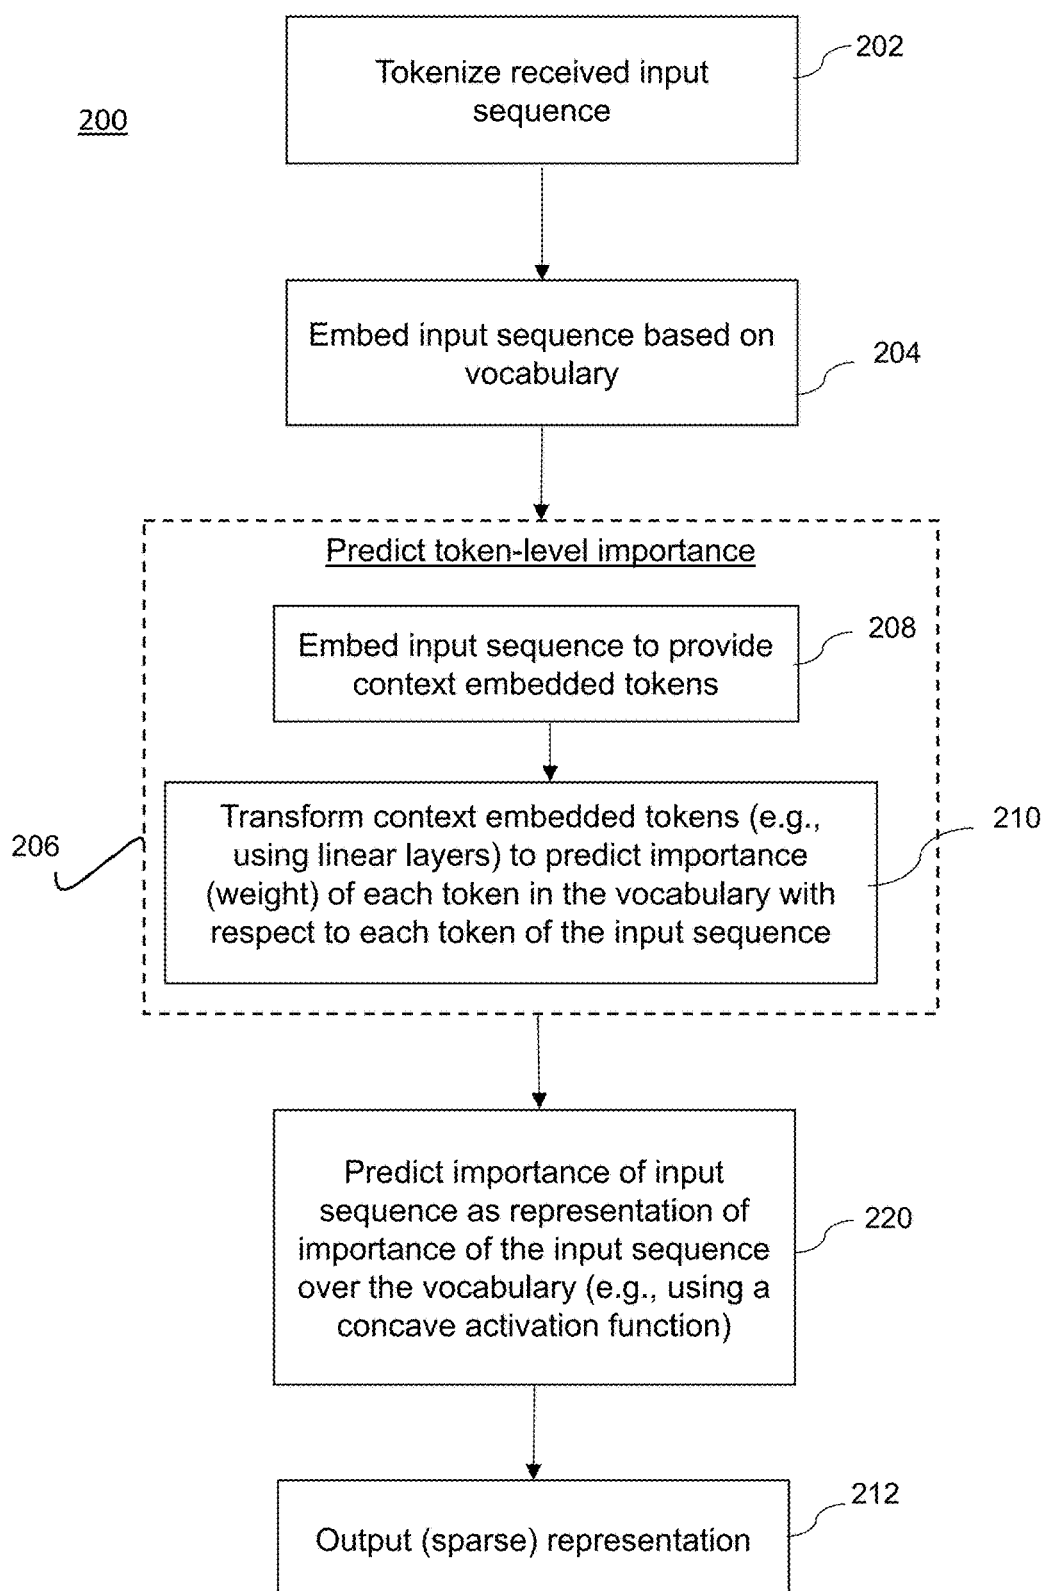 202
Tokenize received input
sequence
200
Embed input sequence based on
vocabulary
204
Predict token-level importance
208
Embed input sequence to provide
context embedded tokens
Transform context embedded tokens (e.g.,
using linear layers) to predict importance
(weight) of each token in the vocabulary with
respect to each token of the input sequence
210
206
Predict importance of input
sequence as representation of
importance of the input sequence
over the vocabulary (e.g., using a
concave activation function)
220
212
Output (sparse) representation